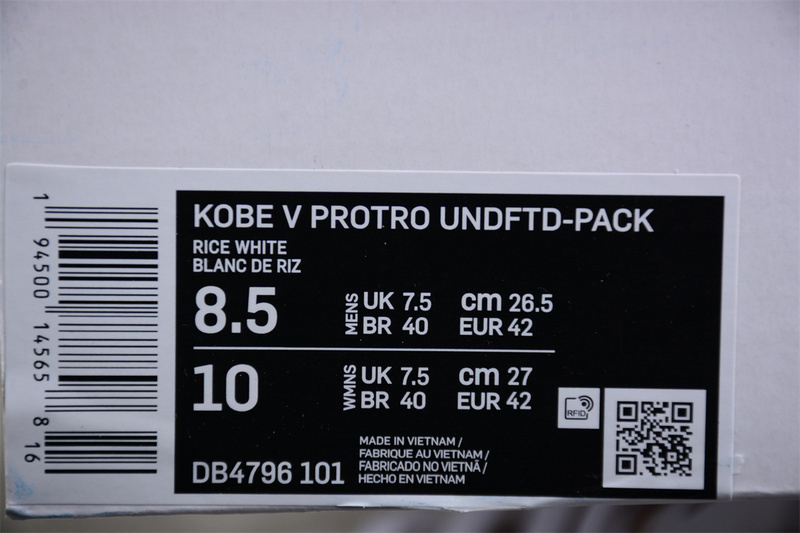 KOBE V PROTRO UNDFTD-PACK
RICE WHITE
BLANC DE RIZ
8.5 MENS UK 7.5 cm 26.5
BR 40 EUR 42
10 WMNS UK 7.5 cm 27
BR 40 EUR 42
RFID
DB4796 101
MADE IN VIETNAM /
FABRIQUE AU VIETNAM /
FABRICADO NO VIETNÃ /
HECHO EN VIETNAM
1 94500 14565 8 16